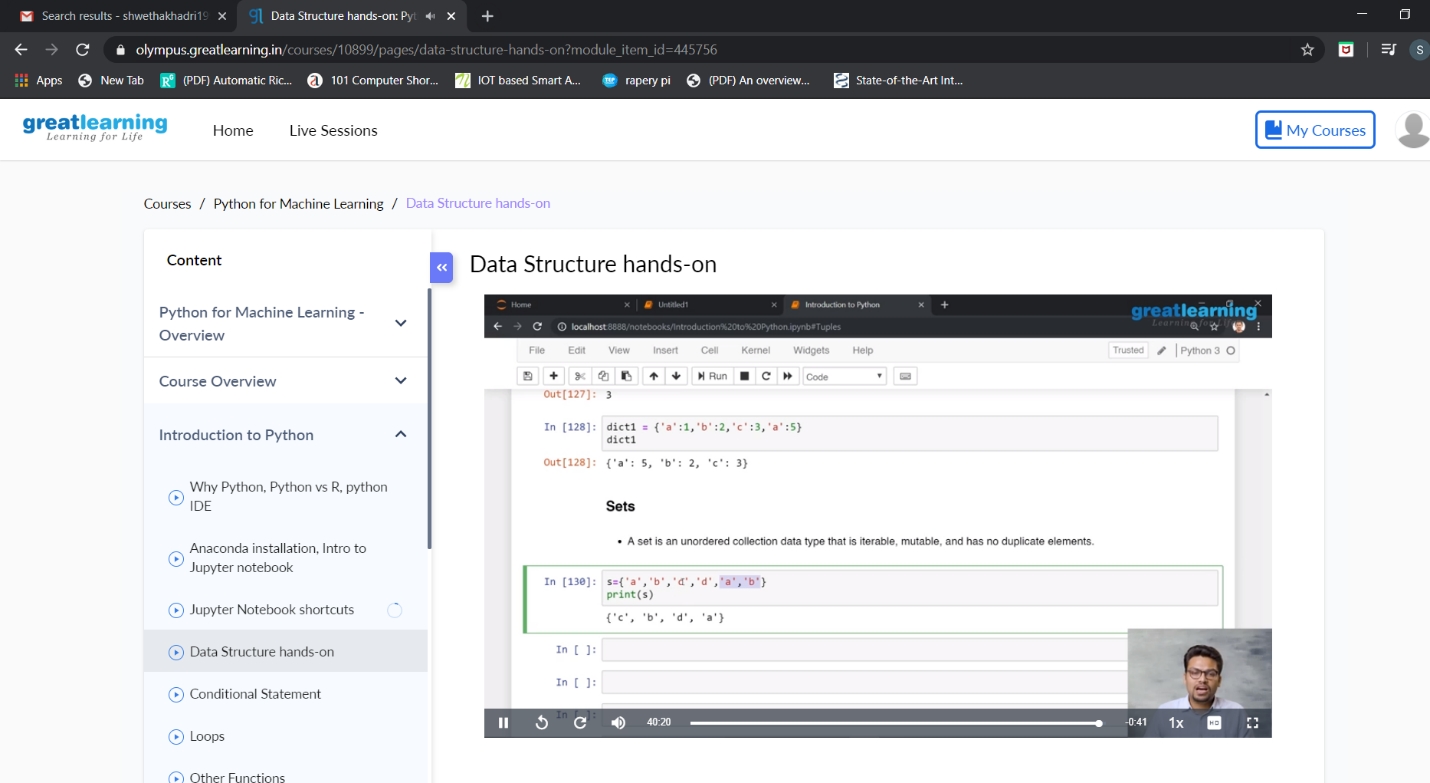 Search results - shwethakhadri19
Data Structure hands-on: Pyt
olympus.greatlearning.in/courses/10899/pages/data-structure-hands-on?module_item_id=445756
S
Apps
New Tab
(PDF) Automatic Ric...
101 Computer Shor...
IOT based Smart A...
rapery pi
(PDF) An overview...
State-of-the-Art Int...
greatlearning
Learning for Life
Home
Live Sessions
My Courses
Courses / Python for Machine Learning / Data Structure hands-on
Content
Python for Machine Learning -
Overview
Course Overview
Introduction to Python
Why Python, Python vs R, python
IDE
Anaconda installation, Intro to
Jupyter notebook
Jupyter Notebook shortcuts
Data Structure hands-on
Conditional Statement
Loops
Other Functions
Data Structure hands-on
Home
Untitled1
Introduction to Python
greatlearning
Learning for Life
localhost:8888/notebooks/Introduction%20to%20Python.ipynb#Tuples
File Edit View Insert Cell Kernel Widgets Help
Trusted
Python 3
Run
Code
Out[127]: 3
In [128]: dict1 = {'a':1,'b':2,'c':3,'a':5}
dict1
Out[128]: {'a': 5, 'b': 2, 'c': 3}
Sets
• A set is an unordered collection data type that is iterable, mutable, and has no duplicate elements.
In [130]: s={'a','b','d','a','b'}
print(s)
{'c', 'b', 'd', 'a'}
In [ ]:
In [ ]:
In [ ]:
40:20
-0:41
1x
HD